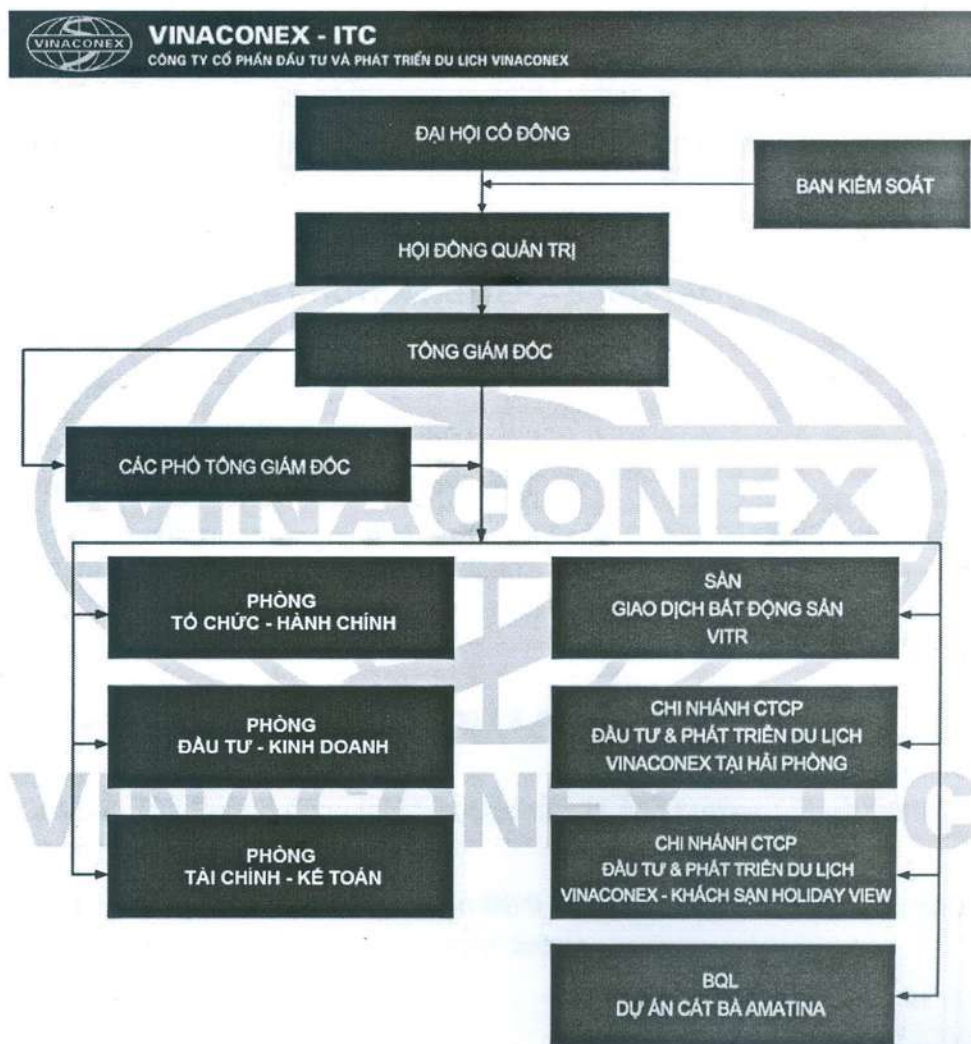 VINACONEX
VINACONEX - ITC
CÔNG TY CỔ PHẦN ĐẦU TƯ VÀ PHÁT TRIỂN DU LỊCH VINACONEX
ĐẠI HỘI CỔ ĐÔNG
BAN KIỂM SOÁT
HỘI ĐỒNG QUẢN TRỊ
TỔNG GIÁM ĐỐC
CÁC PHÓ TỔNG GIÁM ĐỐC
VINACONEX
PHÒNG
TỔ CHỨC - HÀNH CHÍNH
SÀN
GIAO DỊCH BẤT ĐỘNG SẢN
VITR
PHÒNG
ĐẦU TƯ - KINH DOANH
CHI NHÁNH CTCP
ĐẦU TƯ & PHÁT TRIỂN DU LỊCH
VINACONEX TẠI HẢI PHÒNG
VINACONEX - ITC
PHÒNG
TÀI CHÍNH - KẾ TOÁN
CHI NHÁNH CTCP
ĐẦU TƯ & PHÁT TRIỂN DU LỊCH
VINACONEX - KHÁCH SẠN HOLIDAY VIEW
BQL
DỰ ÁN CÁT BÀ AMATINA